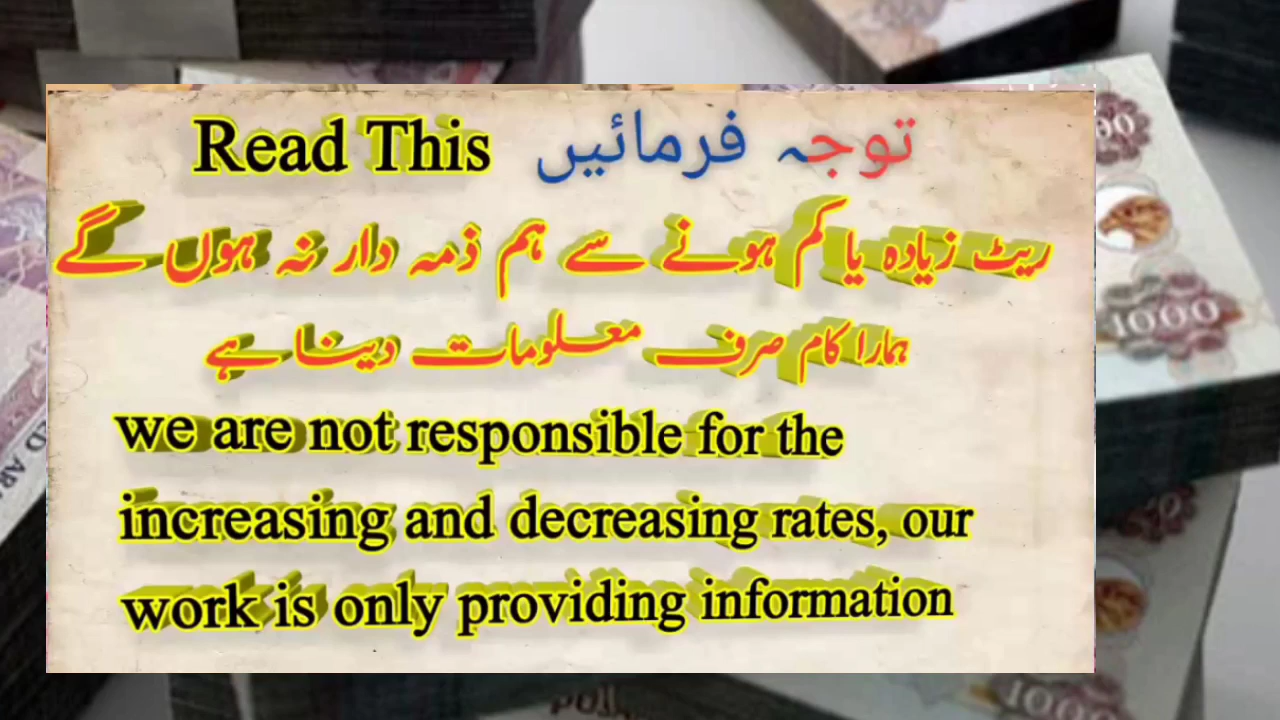 Read This توجہ فرمائیں
ریٹ زیادہ یا کم ہونے سے ہم ذمہ دار نہ ہوں گے
ہمارا کام صرف معلومات دینا ہے
we are not responsible for the
increasing and decreasing rates, our
work is only providing information
1000
1000